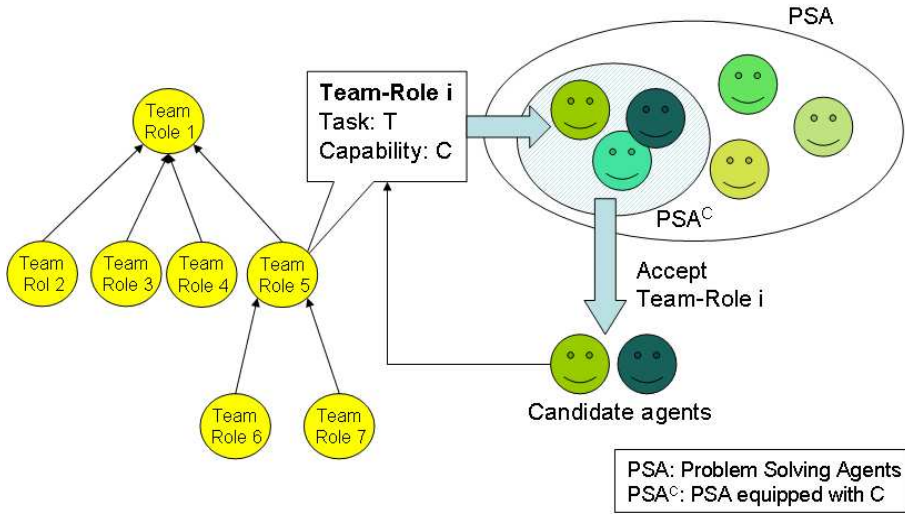 PSA
Team-Role i
Task: T
Capability: C
Team
Role 1
PSAC
Team
Rol 2
Team
Role 3
Team
Role 4
Team
Role 5
Accept
Team-Role i
Team
Role 6
Team
Role 7
Candidate agents
PSA: Problem Solving Agents
PSAC: PSA equipped with C